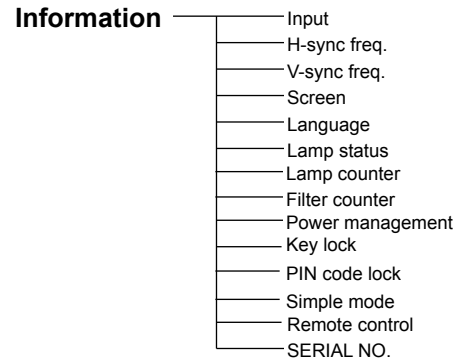 Information
Input
H-sync freq.
V-sync freq.
Screen
Language
Lamp status
Lamp counter
Filter counter
Power management
Key lock
PIN code lock
Simple mode
Remote control
SERIAL NO.